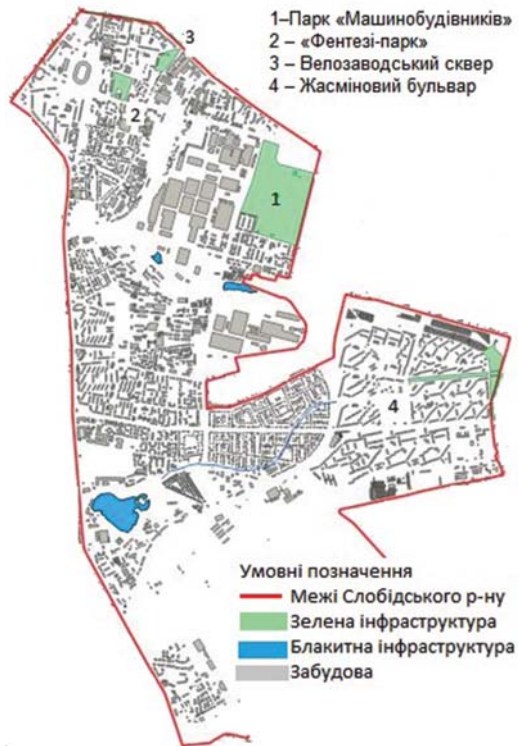 1–Парк «Машинобудівників»
2 – «Фентезі-парк»
3 – Велозаводський сквер
4 – Жасміновий бульвар
3
2
1
4
Умовні позначення
Межі Слобідського р-ну
Зелена інфраструктура
Блакитна інфраструктура
Забудова